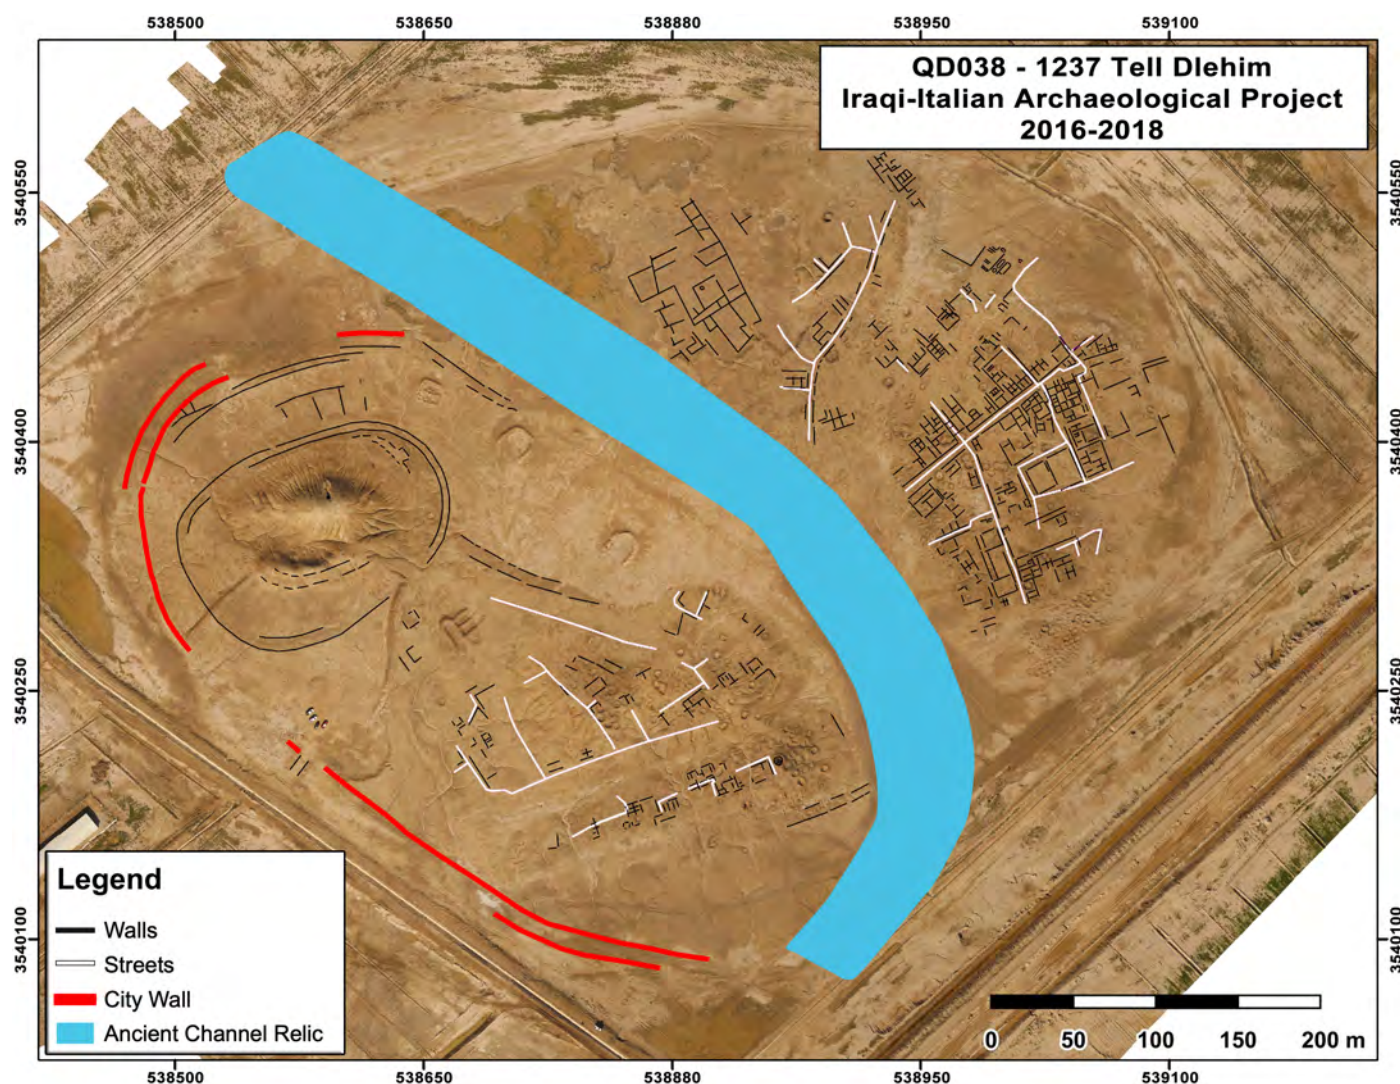 538500 538650 538880 538950 539100
QD038 - 1237 Tell Dlehim
Iraqi-Italian Archaeological Project
2016-2018
3540550 3540550
3540400 3540400
3540250 3540250
3540100 3540100
Legend
Walls
Streets
City Wall
Ancient Channel Relic
0 50 100 150 200 m
538500 538650 538880 538950 539100